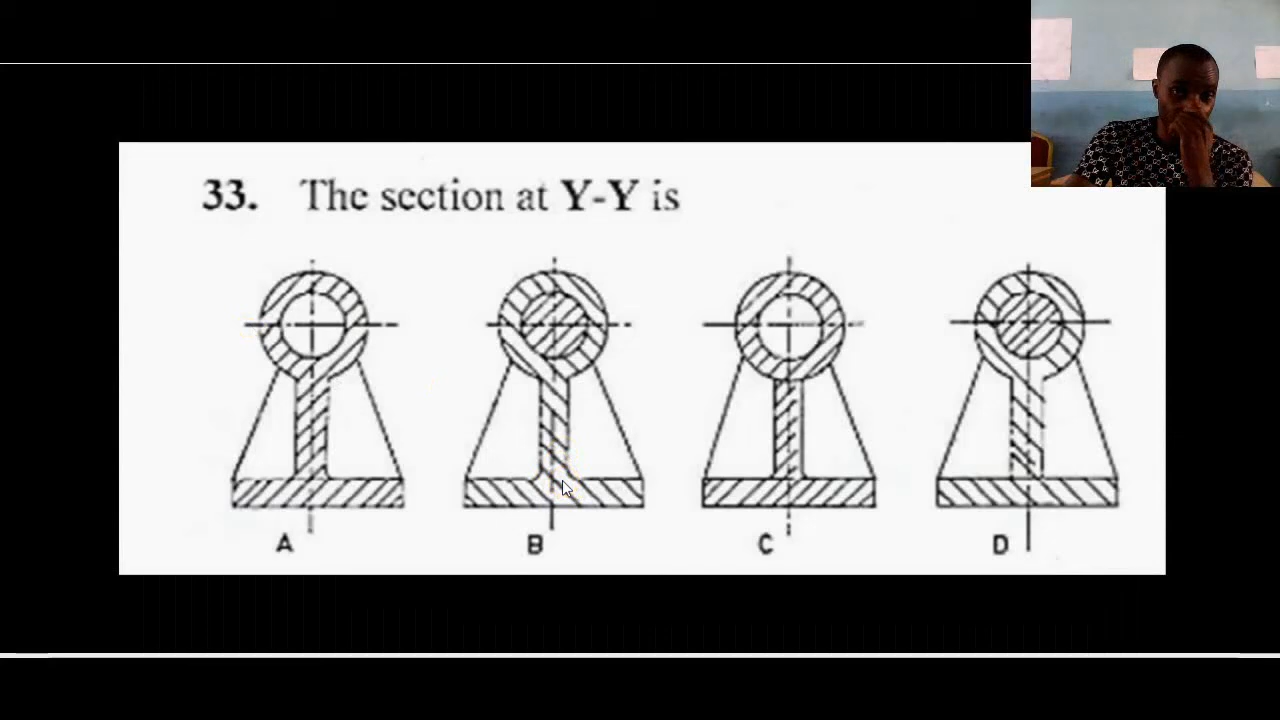 33. The section at Y-Y is
A B C D